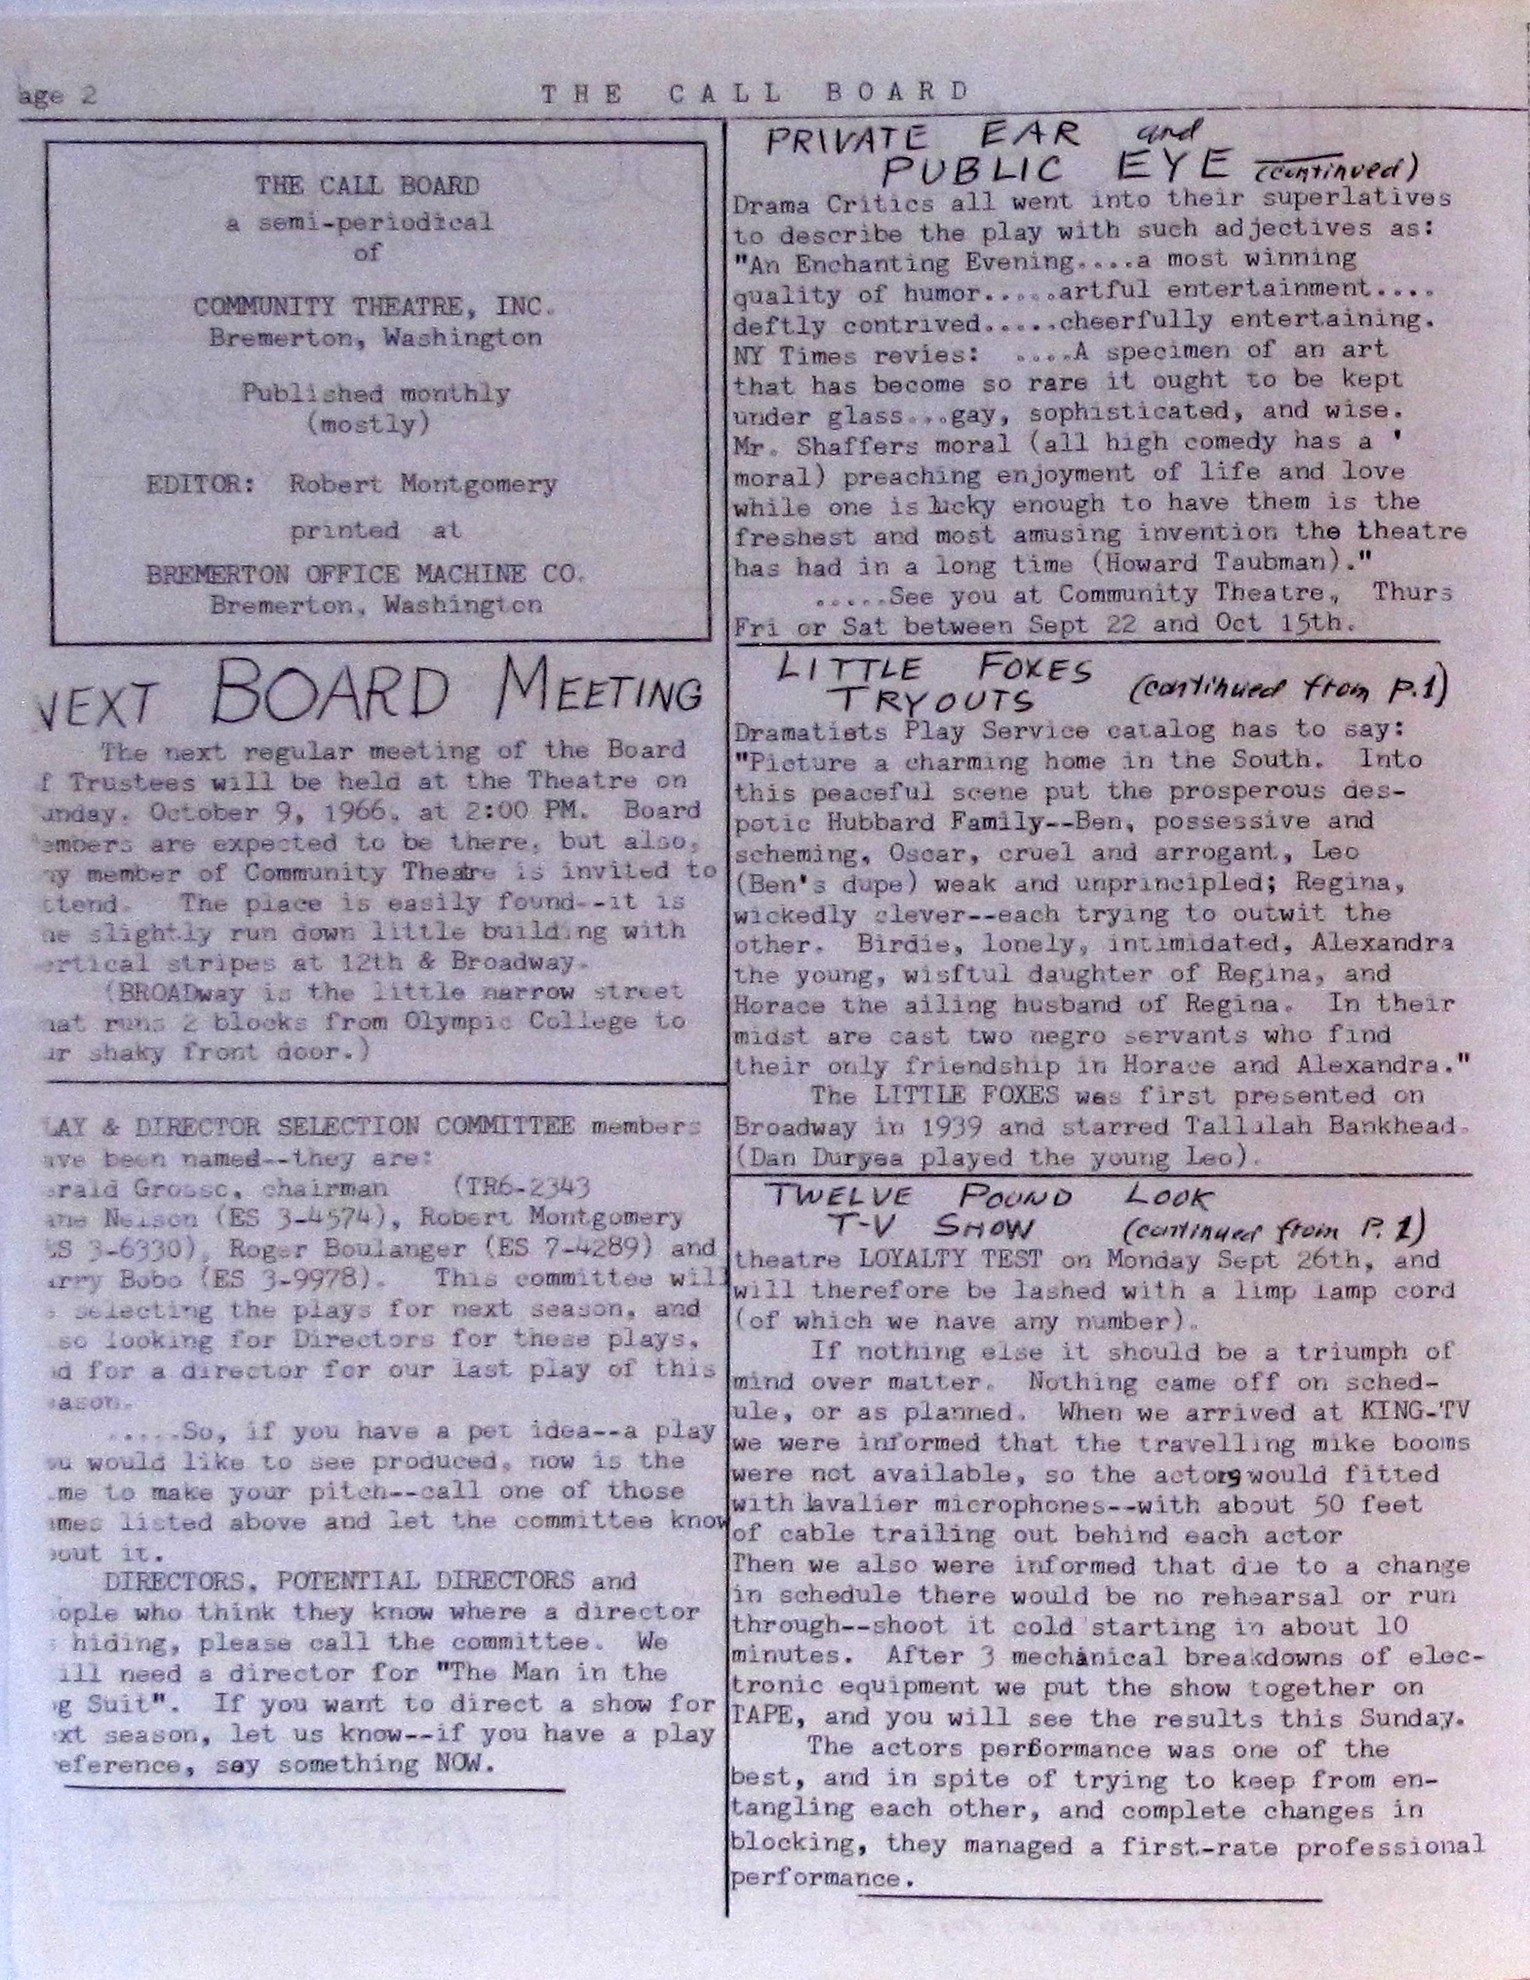 age 2
THE CALL BOARD
THE CALL BOARD
a semi-periodical
of
COMMUNITY THEATRE, INC.
Bremerton, Washington
Published monthly
(mostly)
EDITOR: Robert Montgomery
printed at
BREMERTON OFFICE MACHINE CO.
Bremerton, Washington
NEXT BOARD MEETING
The next regular meeting of the Board
f Trustees will be held at the Theatre on
unday, October 9, 1966, at 2:00 PM. Board
embers are expected to be there, but also,
ny member of Community Theatre is invited to
ttend. The place is easily found--it is
he slightly run down little building with
ertical stripes at 12th & Broadway.
(BROADway is the little narrow street
hat runs 2 blocks from Olympic College to
ur shaky front door.)
LAY & DIRECTOR SELECTION COMMITTEE members
ave been named--they are:
erald Grosso, chairman (TR6-2343
ane Nelson (ES 3-4574), Robert Montgomery
ES 3-6330), Roger Boulanger (ES 7-4289) and
arry Bobo (ES 3-9978). This committee will
e selecting the plays for next season, and
so looking for Directors for these plays,
nd for a director for our last play of this
eason.
.....So, if you have a pet idea--a play
ou would like to see produced, now is the
me to make your pitch--call one of those
ames listed above and let the committee know
bout it.
DIRECTORS, POTENTIAL DIRECTORS and
ople who think they know where a director
s hiding, please call the committee. We
ill need a director for "The Man in the
g Suit". If you want to direct a show for
ext season, let us know--if you have a play
eference, say something NOW.
PRIVATE EAR and
PUBLIC EYE (continued)
Drama Critics all went into their superlatives
to describe the play with such adjectives as:
"An Enchanting Evening....a most winning
quality of humor.....artful entertainment....
deftly contrived.....cheerfully entertaining.
NY Times revies: ....A specimen of an art
that has become so rare it ought to be kept
under glass...gay, sophisticated, and wise.
Mr. Shaffers moral (all high comedy has a '
moral) preaching enjoyment of life and love
while one is lucky enough to have them is the
freshest and most amusing invention the theatre
has had in a long time (Howard Taubman)."
.....See you at Community Theatre, Thurs
Fri or Sat between Sept 22 and Oct 15th.
LITTLE FOXES
TRYOUTS (continued from P.1)
Dramatists Play Service catalog has to say:
"Picture a charming home in the South. Into
this peaceful scene put the prosperous des-
potic Hubbard Family--Ben, possessive and
scheming, Oscar, cruel and arrogant, Leo
(Ben's dupe) weak and unprincipled; Regina,
wickedly clever--each trying to outwit the
other. Birdie, lonely, intimidated, Alexandra
the young, wisftul daughter of Regina, and
Horace the ailing husband of Regina. In their
midst are cast two negro servants who find
their only friendship in Horace and Alexandra."
The LITTLE FOXES was first presented on
Broadway in 1939 and starred Tallulah Bankhead.
(Dan Duryea played the young Leo).
TWELVE POUND LOOK
T-V SHOW (continued from P. 1)
theatre LOYALTY TEST on Monday Sept 26th, and
will therefore be lashed with a limp lamp cord
(of which we have any number).
If nothing else it should be a triumph of
mind over matter. Nothing came off on sched-
ule, or as planned. When we arrived at KING-TV
we were informed that the travelling mike booms
were not available, so the actors would fitted
with lavalier microphones--with about 50 feet
of cable trailing out behind each actor
Then we also were informed that due to a change
in schedule there would be no rehearsal or run
through--shoot it cold starting in about 10
minutes. After 3 mechanical breakdowns of elec-
tronic equipment we put the show together on
TAPE, and you will see the results this Sunday.
The actors performance was one of the
best, and in spite of trying to keep from en-
tangling each other, and complete changes in
blocking, they managed a first-rate professional
performance.